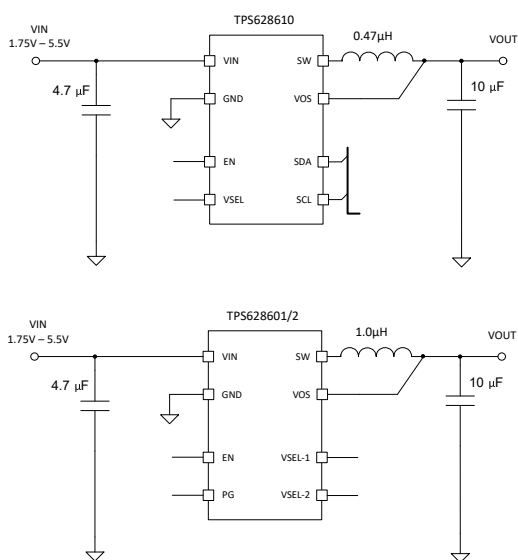 TPS628610
VIN
1.75V – 5.5V
0.47µH
VOUT
VIN
SW
4.7 µF
10 µF
GND
VOS
EN
SDA
VSEL
SCL
TPS628601/2
VIN
1.75V – 5.5V
1.0µH
VOUT
VIN
SW
4.7 µF
10 µF
GND
VOS
EN
VSEL-1
PG
VSEL-2